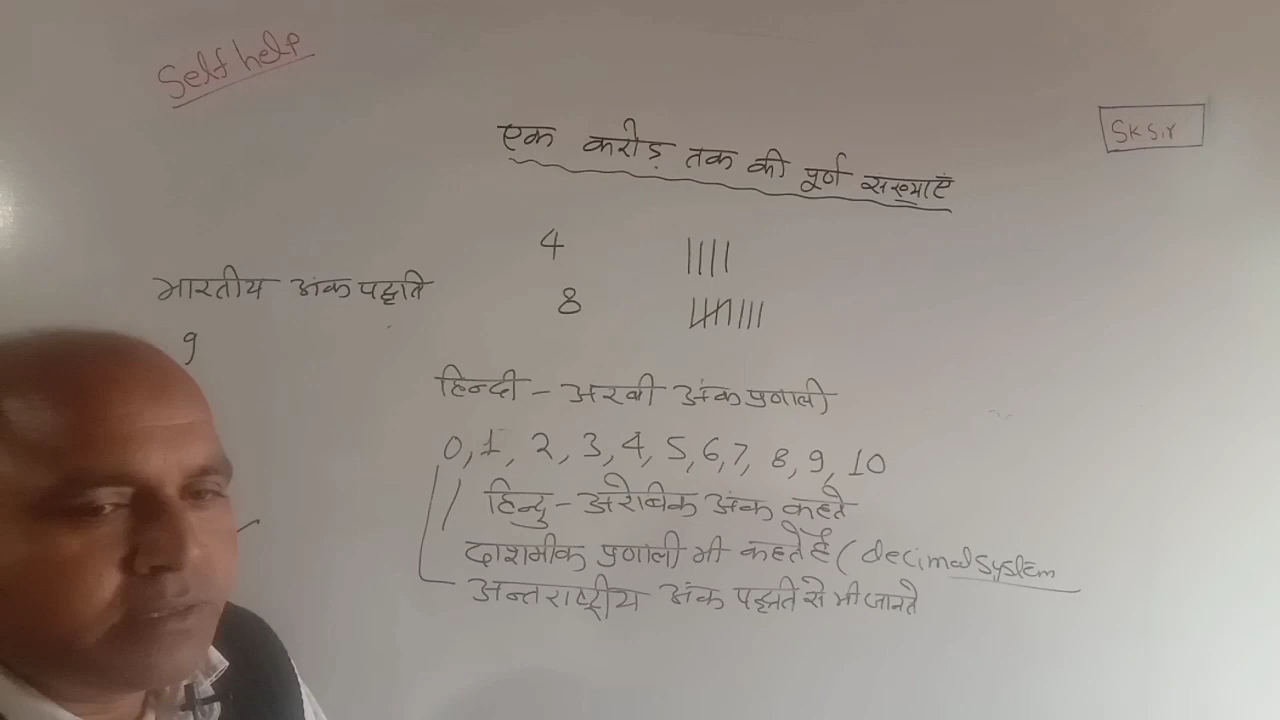 Self help
SK Sir
एक करोड़ तक की पूर्ण सख्याएं
4 ||||
8 ||||||||
भारतीय अंक पद्धति
9
हिन्दी - अरबी अंक प्रणाली
0, 1, 2, 3, 4, 5, 6, 7, 8, 9, 10
हिन्दु - अरेबिक अंक कहते
दाशमीक प्रणाली भी कहते हैं ( decimal system
अन्तराष्ट्रीय अंक पद्धति से भी जानते